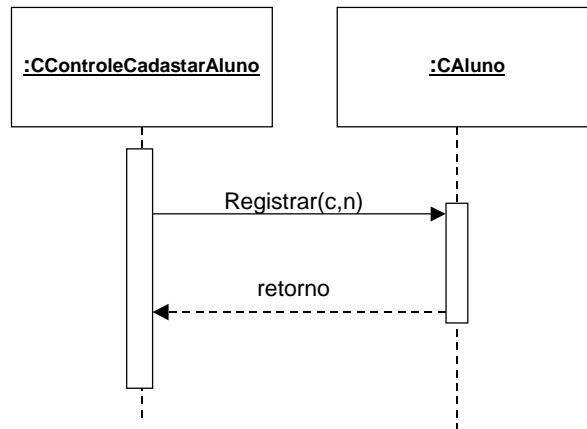 :CControleCadastarAluno
:CAluno
Registrar(c,n)
retorno